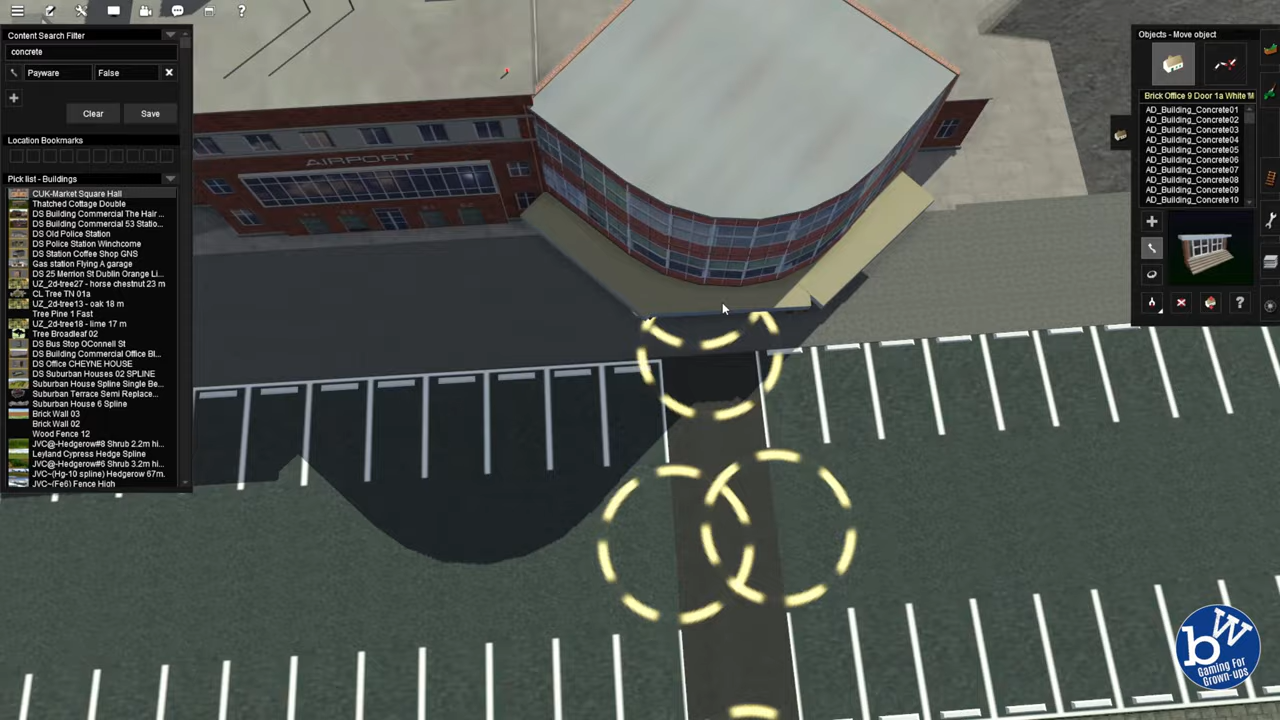 Content Search Filter
concrete
Payware False
Clear Save
Location Bookmarks
Pick list - Buildings
CUK-Market Square Hall
Thatched Cottage Double
DS Building Commercial The Hair ...
DS Building Commercial 53 Statio...
DS Old Police Station
DS Police Station Winchcome
DS Station Coffee Shop GNS
Gas station Flying A garage
DS 25 Merrion St Dublin Orange Li...
UZ_2d-tree27 - horse chestnut 23 m
CL Tree TN 01a
UZ_2d-tree13 - oak 18 m
Tree Pine 1 Fast
UZ_2d-tree18 - lime 17 m
Tree Broadleaf 02
DS Bus Stop OConnell St
DS Building Commercial Office Bl...
DS Office CHEYNE HOUSE
DS Suburban Houses 02 SPLINE
Suburban House Spline Single Be...
Suburban Terrace Semi Replace...
Suburban House 6 Spline
Brick Wall 03
Brick Wall 02
Wood Fence 12
JVC@-Hedgerow#8 Shrub 2.2m hi...
Leyland Cypress Hedge Spline
JVC@-Hedgerow#6 Shrub 3.2m hi...
JVC~(Hg-10 spline) Hedgerow 67m.
JVC~(Fe6) Fence High
AIRPORT
Objects - Move object
Brick Office 9 Door 1a White M
AD_Building_Concrete01
AD_Building_Concrete02
AD_Building_Concrete03
AD_Building_Concrete04
AD_Building_Concrete05
AD_Building_Concrete06
AD_Building_Concrete07
AD_Building_Concrete08
AD_Building_Concrete09
AD_Building_Concrete10
bW
Gaming For
Grown-ups